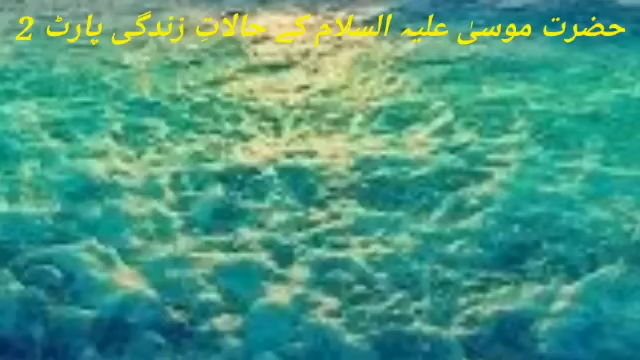 حضرت موسیٰ علیہ السلام کے حالاتِ زندگی پارٹ 2